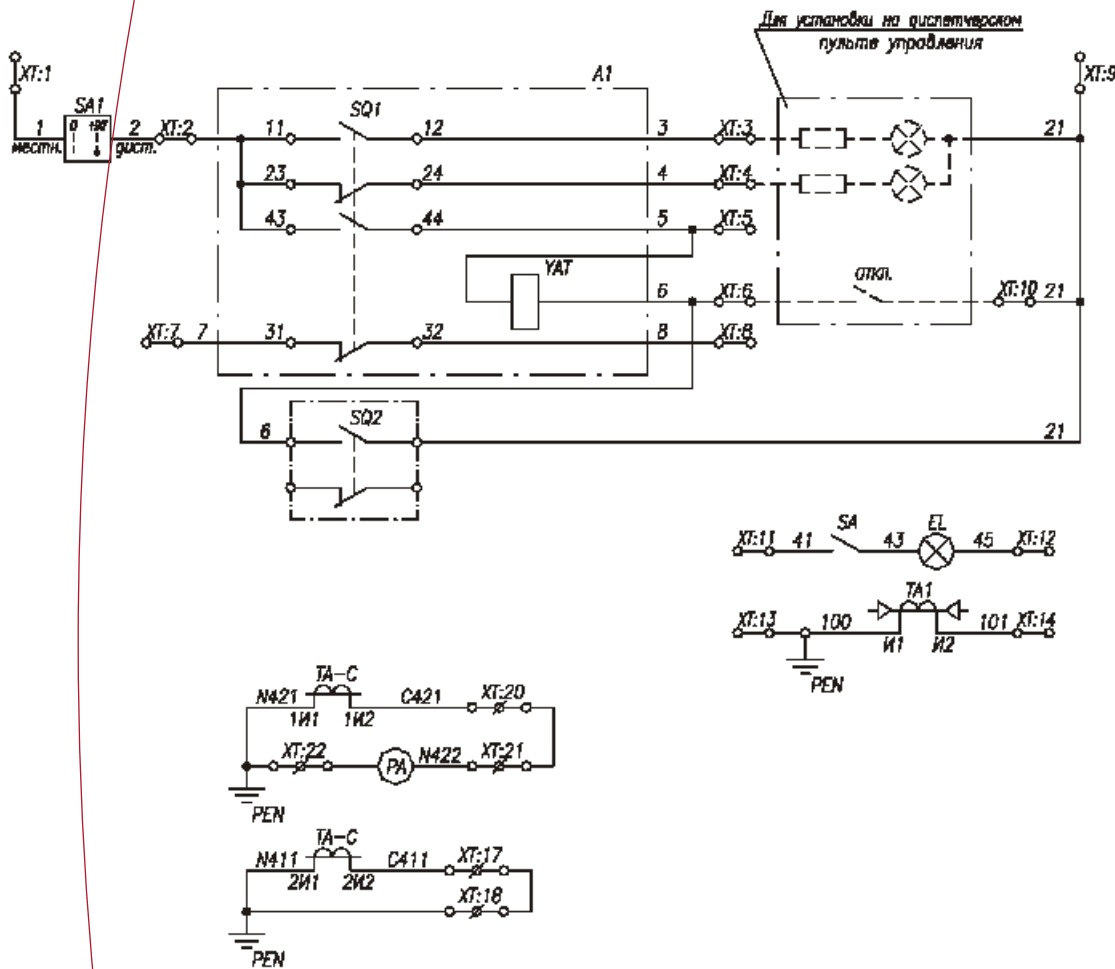 Для установки на диспетчерском
пульте управления
XT:1
A1
XT:9
SA1
0 +90°
SQ1
1
2
XT:2
11
12
3
XT:3
21
местн.
дист.
23
24
4
XT:4
43
44
5
XT:5
YAT
откл.
6
XT:6
XT:10
21
XT:7
7
31
32
8
XT:8
SQ2
6
21
SA
EL
XT:11
41
43
45
XT:12
TA1
XT:13
100
101
XT:14
И1
И2
PEN
TA-C
N421
C421
XT:20
1И1
1И2
XT:22
PA
N422
XT:21
PEN
TA-C
N411
C411
XT:17
2И1
2И2
XT:18
PEN